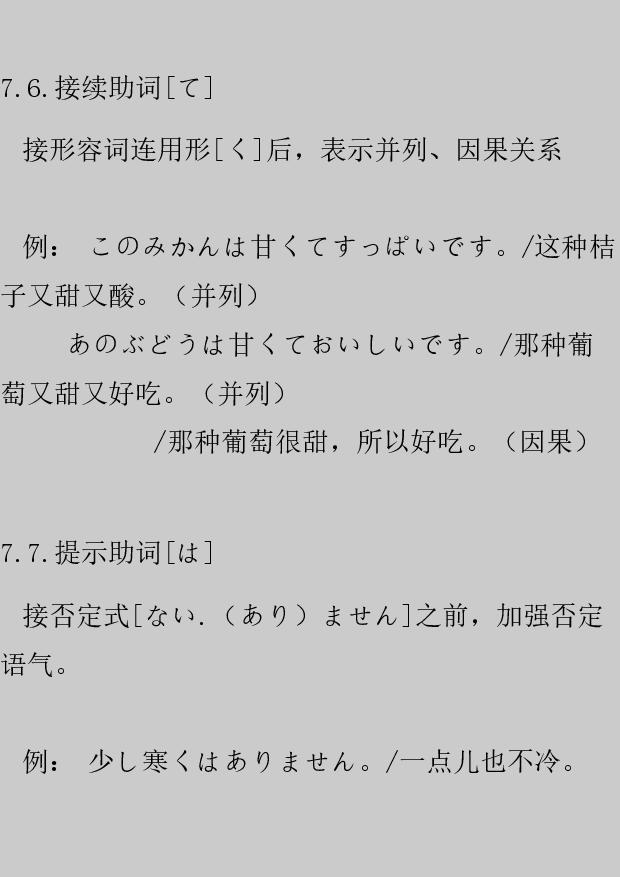 7.6.接续助词[て]
接形容词连用形[く]后，表示并列、因果关系
例： このみかんは甘くてすっぱいです。/这种桔
子又甜又酸。（并列）
あのぶどうは甘くておいしいです。/那种葡
萄又甜又好吃。（并列）
/那种葡萄很甜，所以好吃。（因果）
7.7.提示助词[は]
接否定式[ない.（あり）ません]之前，加强否定
语气。
例： 少し寒くはありません。/一点儿也不冷。